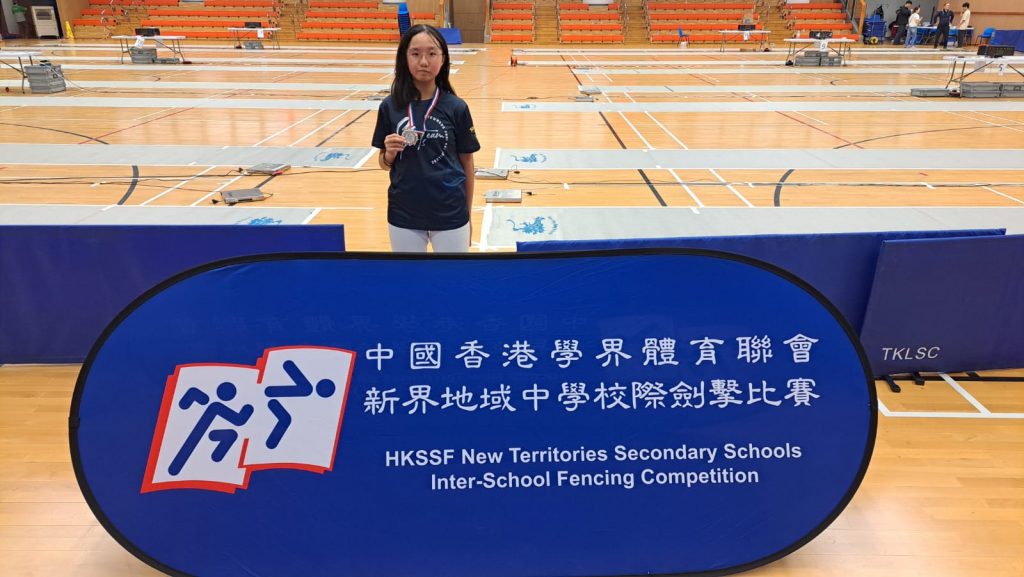 中國香港學界體育聯會
新界地域中學校際劍擊比賽
HKSSF New Territories Secondary Schools
Inter-School Fencing Competition
TKLSC